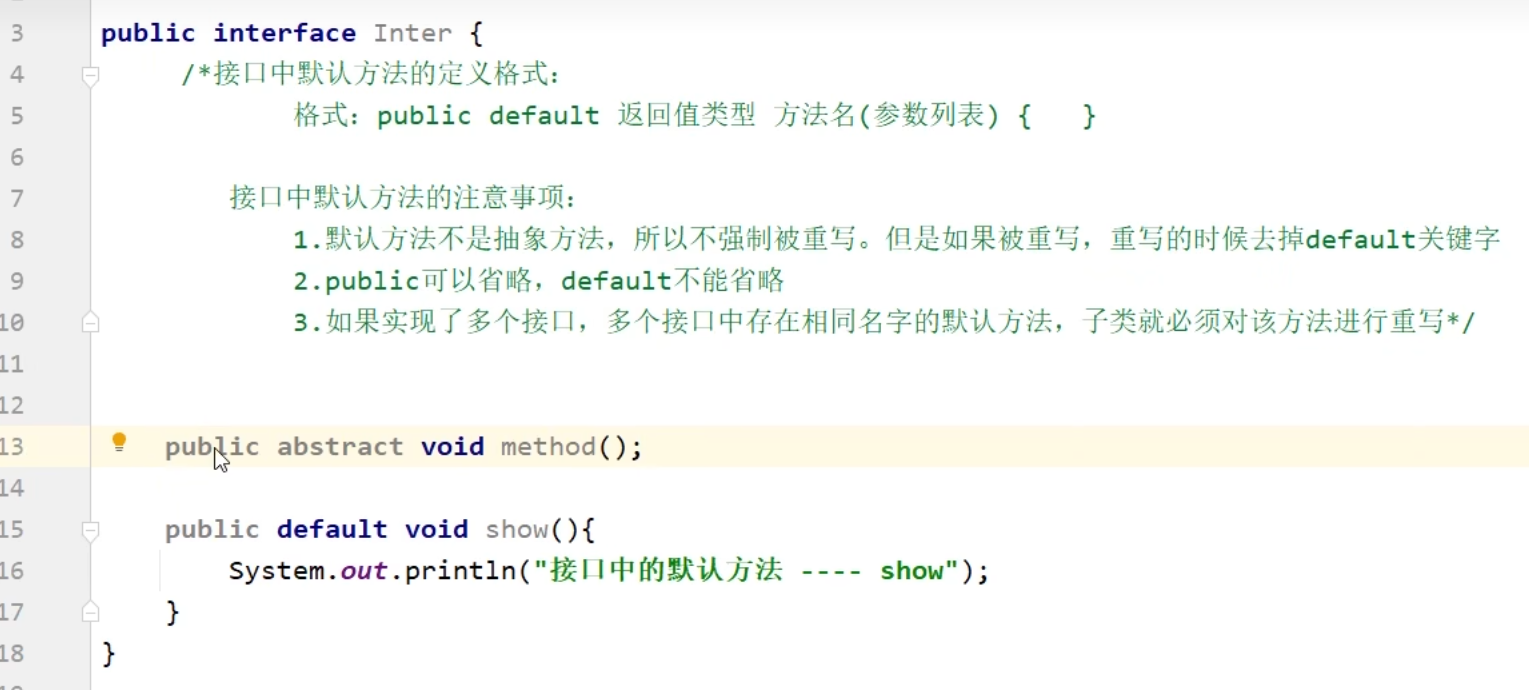 3 public interface Inter {
4 /*接口中默认方法的定义格式：
5 格式：public default 返回值类型 方法名(参数列表) { }
6
7 接口中默认方法的注意事项：
8 1.默认方法不是抽象方法，所以不强制被重写。但是如果被重写，重写的时候去掉default关键字
9 2.public可以省略，default不能省略
10 3.如果实现了多个接口，多个接口中存在相同名字的默认方法，子类就必须对该方法进行重写*/
11
12
13 public abstract void method();
14
15 public default void show(){
16 System.out.println("接口中的默认方法 ---- show");
17 }
18 }